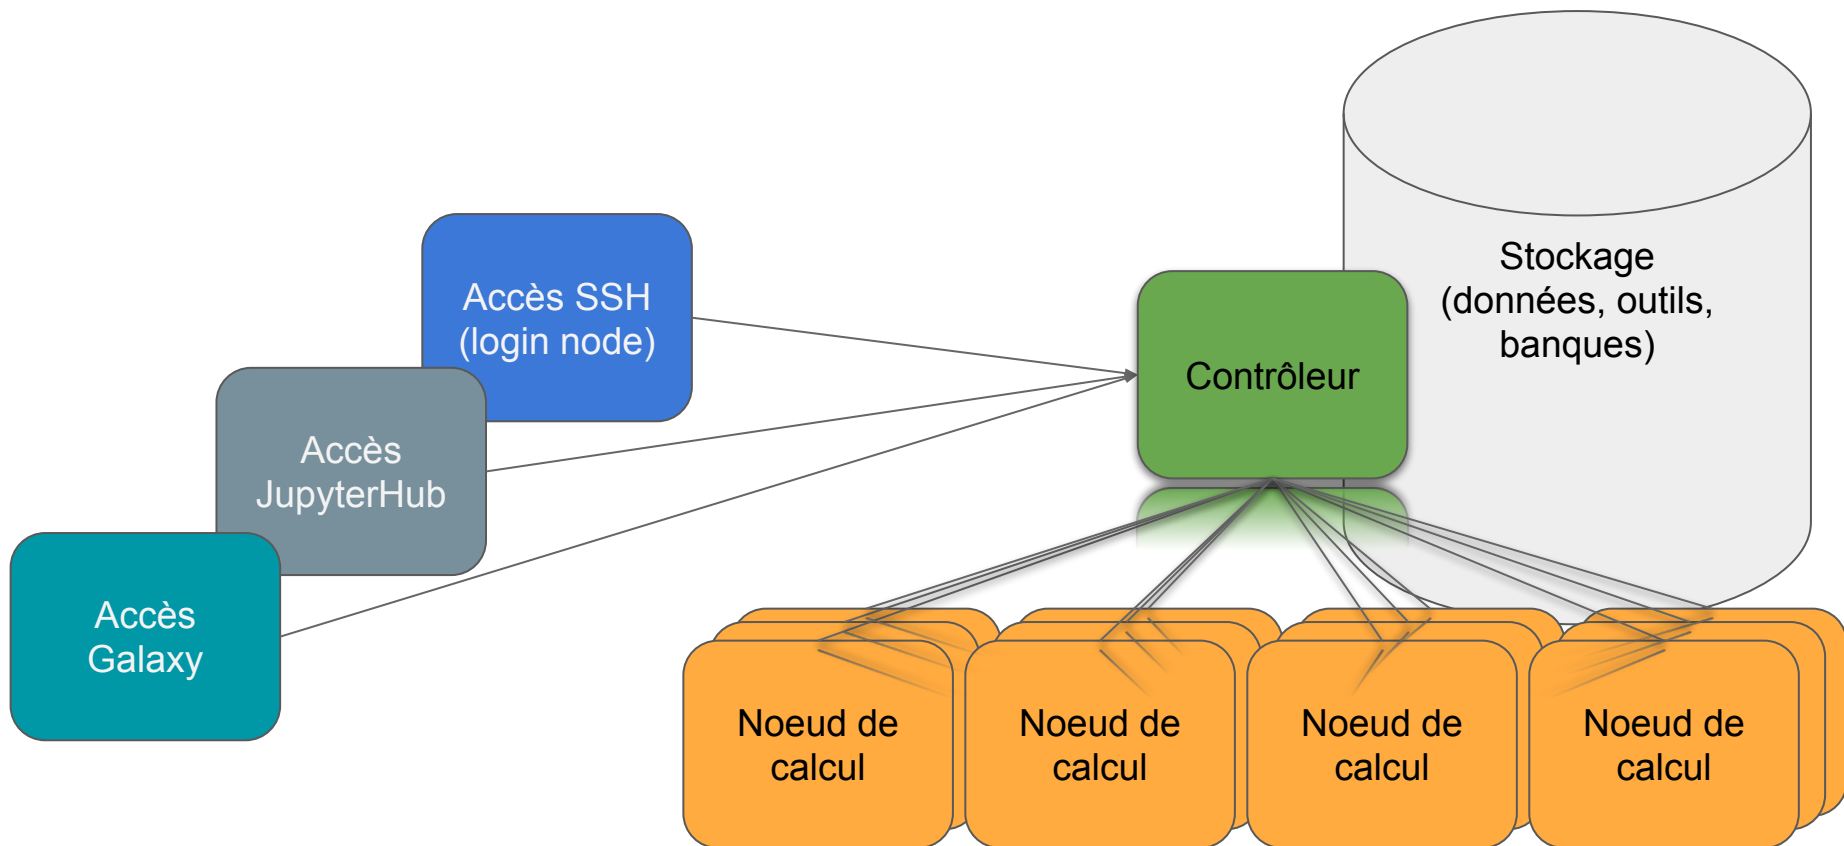 Stockage
(données, outils,
banques)
Accès SSH
(login node)
Contrôleur
Accès
JupyterHub
Accès
Galaxy
Noeud de
calcul
Noeud de
calcul
Noeud de
calcul
Noeud de
calcul